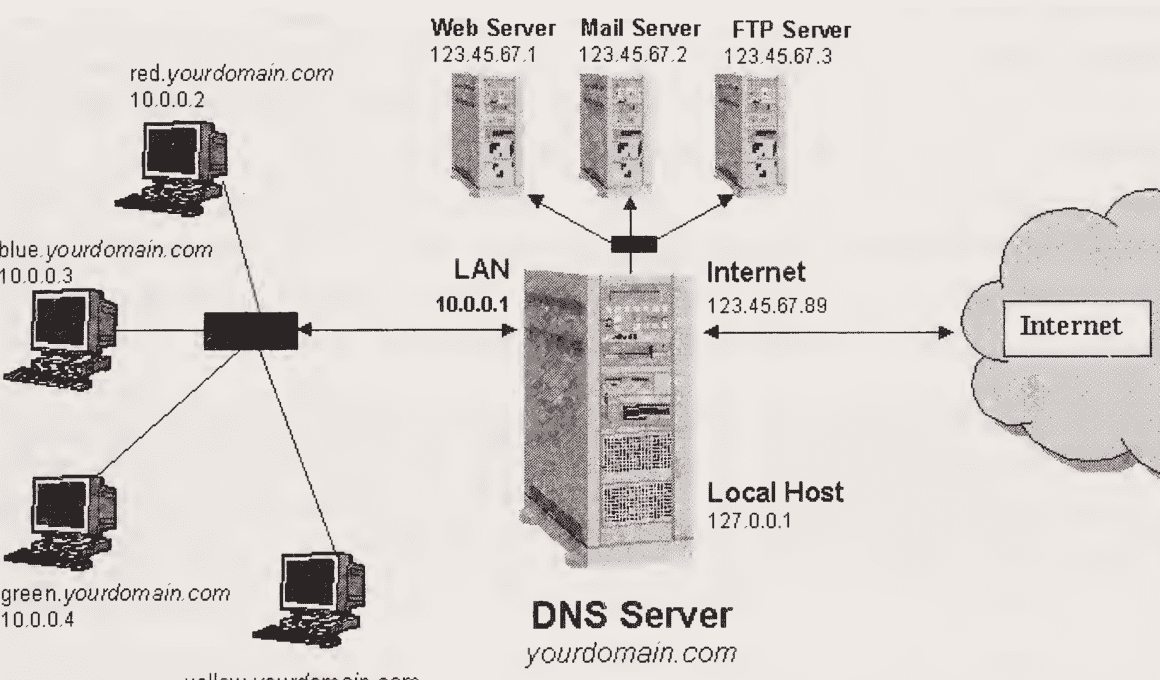 Web Server
123.45.67.1
Mail Server
123.45.67.2
FTP Server
123.45.67.3
red.yourdomain.com
10.0.0.2
blue.yourdomain.com
10.0.0.3
LAN
10.0.0.1
Internet
123.45.67.89
Internet
Local Host
127.0.0.1
green.yourdomain.com
10.0.0.4
DNS Server
yourdomain.com
yellow.yourdomain.com